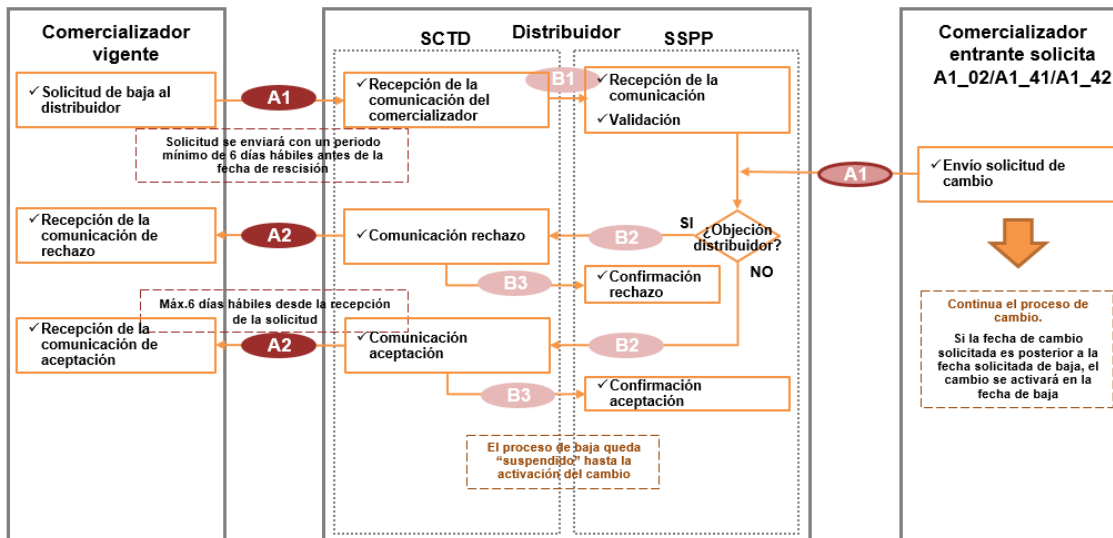 Comercializador
vigente
✓Solicitud de baja al
distribuidor
A1
Solicitud se enviará con un periodo
mínimo de 6 días hábiles antes de la
fecha de rescisión
✓Recepción de la
comunicación de
rechazo
A2
Máx.6 días hábiles desde la recepción
de la solicitud
✓Recepción de la
comunicación de
aceptación
A2
Distribuidor
SCTD
SSPP
✓Recepción de la
comunicación del
comercializador
B1
✓Recepción de la
comunicación
✓Validación
✓Comunicación rechazo
B2
SI
¿Objeción
distribuidor?
NO
B3
✓Confirmación
rechazo
✓Comunicación
aceptación
B2
B3
✓Confirmación
aceptación
El proceso de baja queda
“suspendido” hasta la
activación del cambio
Comercializador
entrante solicita
A1_02/A1_41/A1_42
A1
✓Envío solicitud de
cambio
Continua el proceso de
cambio.
Si la fecha de cambio
solicitada es posterior a la
fecha solicitada de baja, el
cambio se activará en la
fecha de baja